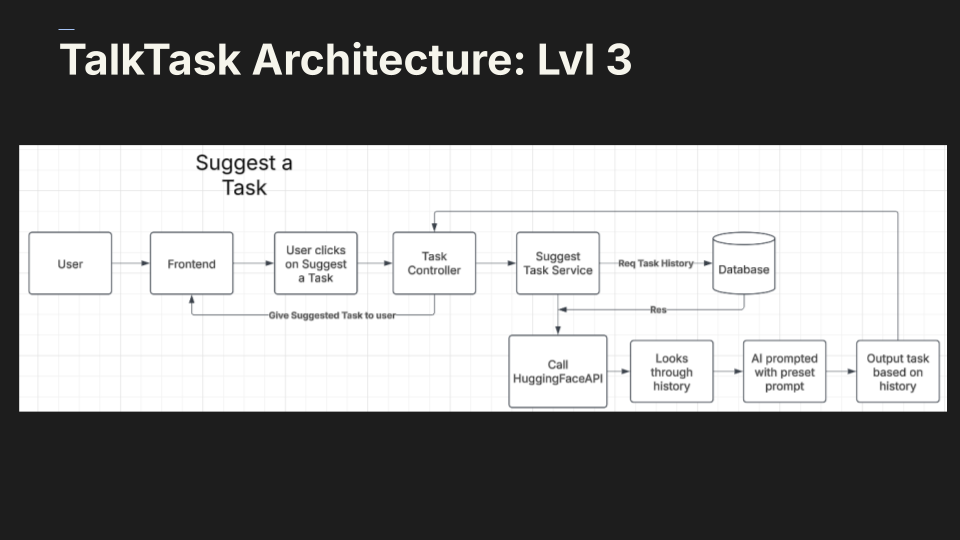 TalkTask Architecture: Lvl 3
Suggest a
Task
User
Frontend
User clicks
on Suggest
a Task
Task
Controller
Suggest
Task Service
Req Task History
Database
Give Suggested Task to user
Res
Call
HuggingFaceAPI
Looks
through
history
AI prompted
with preset
prompt
Output task
based on
history